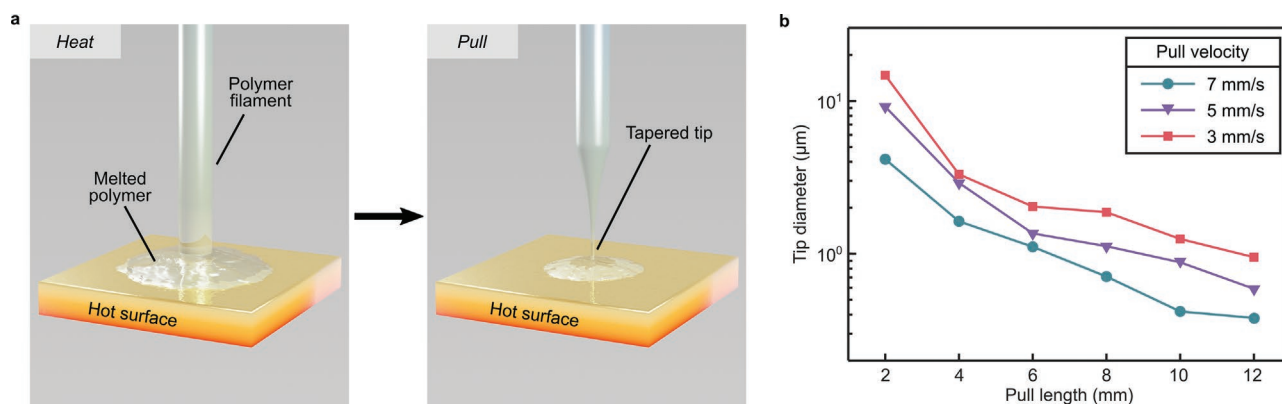 a
Heat
Polymer
filament
Melted
polymer
Hot surface
Pull
Tapered tip
Hot surface
b
Pull velocity
7 mm/s
5 mm/s
3 mm/s
10¹
10⁰
Tip diameter (μm)
2 4 6 8 10 12
Pull length (mm)